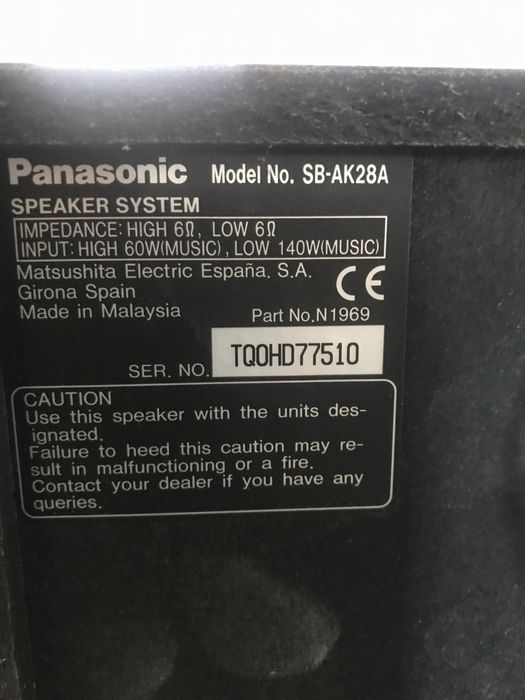 Panasonic Model No. SB-AK28A
SPEAKER SYSTEM
IMPEDANCE: HIGH 6Ω, LOW 6Ω
INPUT: HIGH 60W(MUSIC), LOW 140W(MUSIC)
Matsushita Electric España, S.A.
Girona Spain
CE
Made in Malaysia
Part No.N1969
SER. NO. TQ0HD77510
CAUTION
Use this speaker with the units des-
ignated.
Failure to heed this caution may re-
sult in malfunctioning or a fire.
Contact your dealer if you have any
queries.